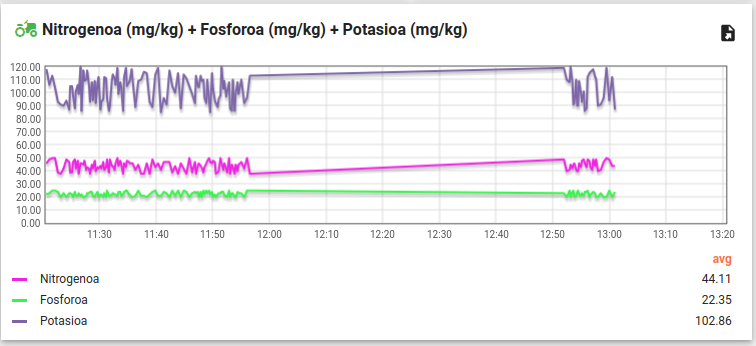 Nitrogenoa (mg/kg) + Fosforoa (mg/kg) + Potasioa (mg/kg)
120.00
110.00
100.00
90.00
80.00
70.00
60.00
50.00
40.00
30.00
20.00
10.00
0.00
11:30 11:40 11:50 12:00 12:10 12:20 12:30 12:40 12:50 13:00 13:10 13:20
avg
Nitrogenoa 44.11
Fosforoa 22.35
Potasioa 102.86